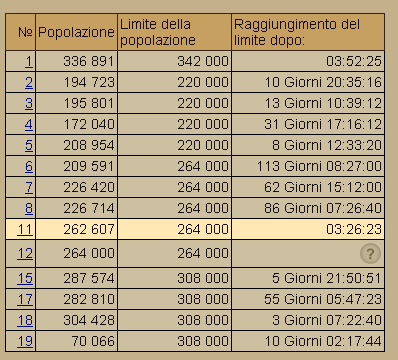 № Popolazione Limite della popolazione Raggiungimento del limite dopo:
1 336 891 342 000 03:52:25
2 194 723 220 000 10 Giorni 20:35:16
3 195 801 220 000 13 Giorni 10:39:12
4 172 040 220 000 31 Giorni 17:16:12
5 208 954 220 000 8 Giorni 12:33:20
6 209 591 264 000 113 Giorni 08:27:00
7 226 420 264 000 62 Giorni 15:12:00
8 226 714 264 000 86 Giorni 07:26:40
11 262 607 264 000 03:26:23
12 264 000 264 000 ?
15 287 574 308 000 5 Giorni 21:50:51
17 282 810 308 000 55 Giorni 05:47:23
18 304 428 308 000 3 Giorni 07:22:40
19 70 066 308 000 10 Giorni 02:17:44